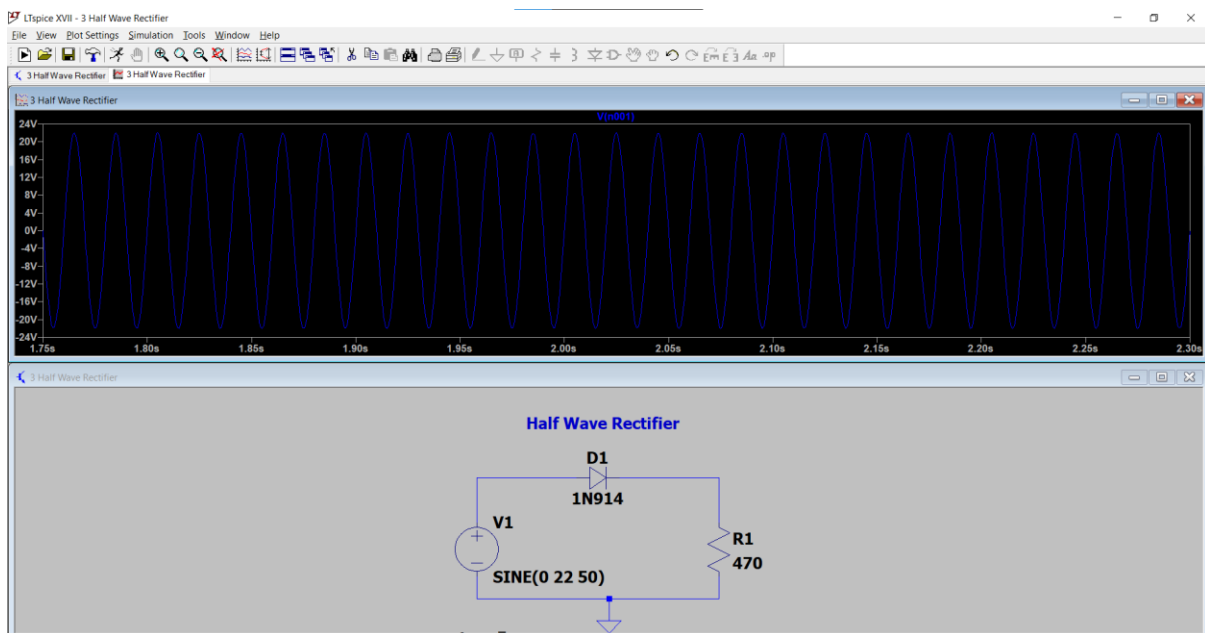 LTspice XVII - 3 Half Wave Rectifier
File View Plot Settings Simulation Tools Window Help
3 Half Wave Rectifier 3 Half Wave Rectifier
3 Half Wave Rectifier
V(n001)
24V
20V
16V
12V
8V
4V
0V
-4V
-8V
-12V
-16V
-20V
-24V
1.75s 1.80s 1.85s 1.90s 1.95s 2.00s 2.05s 2.10s 2.15s 2.20s 2.25s 2.30s
3 Half Wave Rectifier
Half Wave Rectifier
D1
1N914
V1
SINE(0 22 50)
R1
470